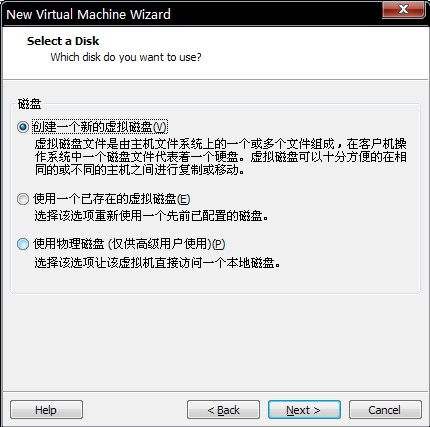 New Virtual Machine Wizard
Select a Disk
Which disk do you want to use?
磁盘
创建一个新的虚拟磁盘(V)
虚拟磁盘文件是由主机文件系统上的一个或多个文件组成，在客户机操
作系统中一个磁盘文件代表着一个硬盘。虚拟磁盘可以十分方便的在相
同的或不同的主机之间进行复制或移动。
使用一个已存在的虚拟磁盘(E)
选择该选项重新使用一个先前已配置的磁盘。
使用物理磁盘 (仅供高级用户使用)(P)
选择该选项让该虚拟机直接访问一个本地磁盘。
Help
< Back
Next >
Cancel